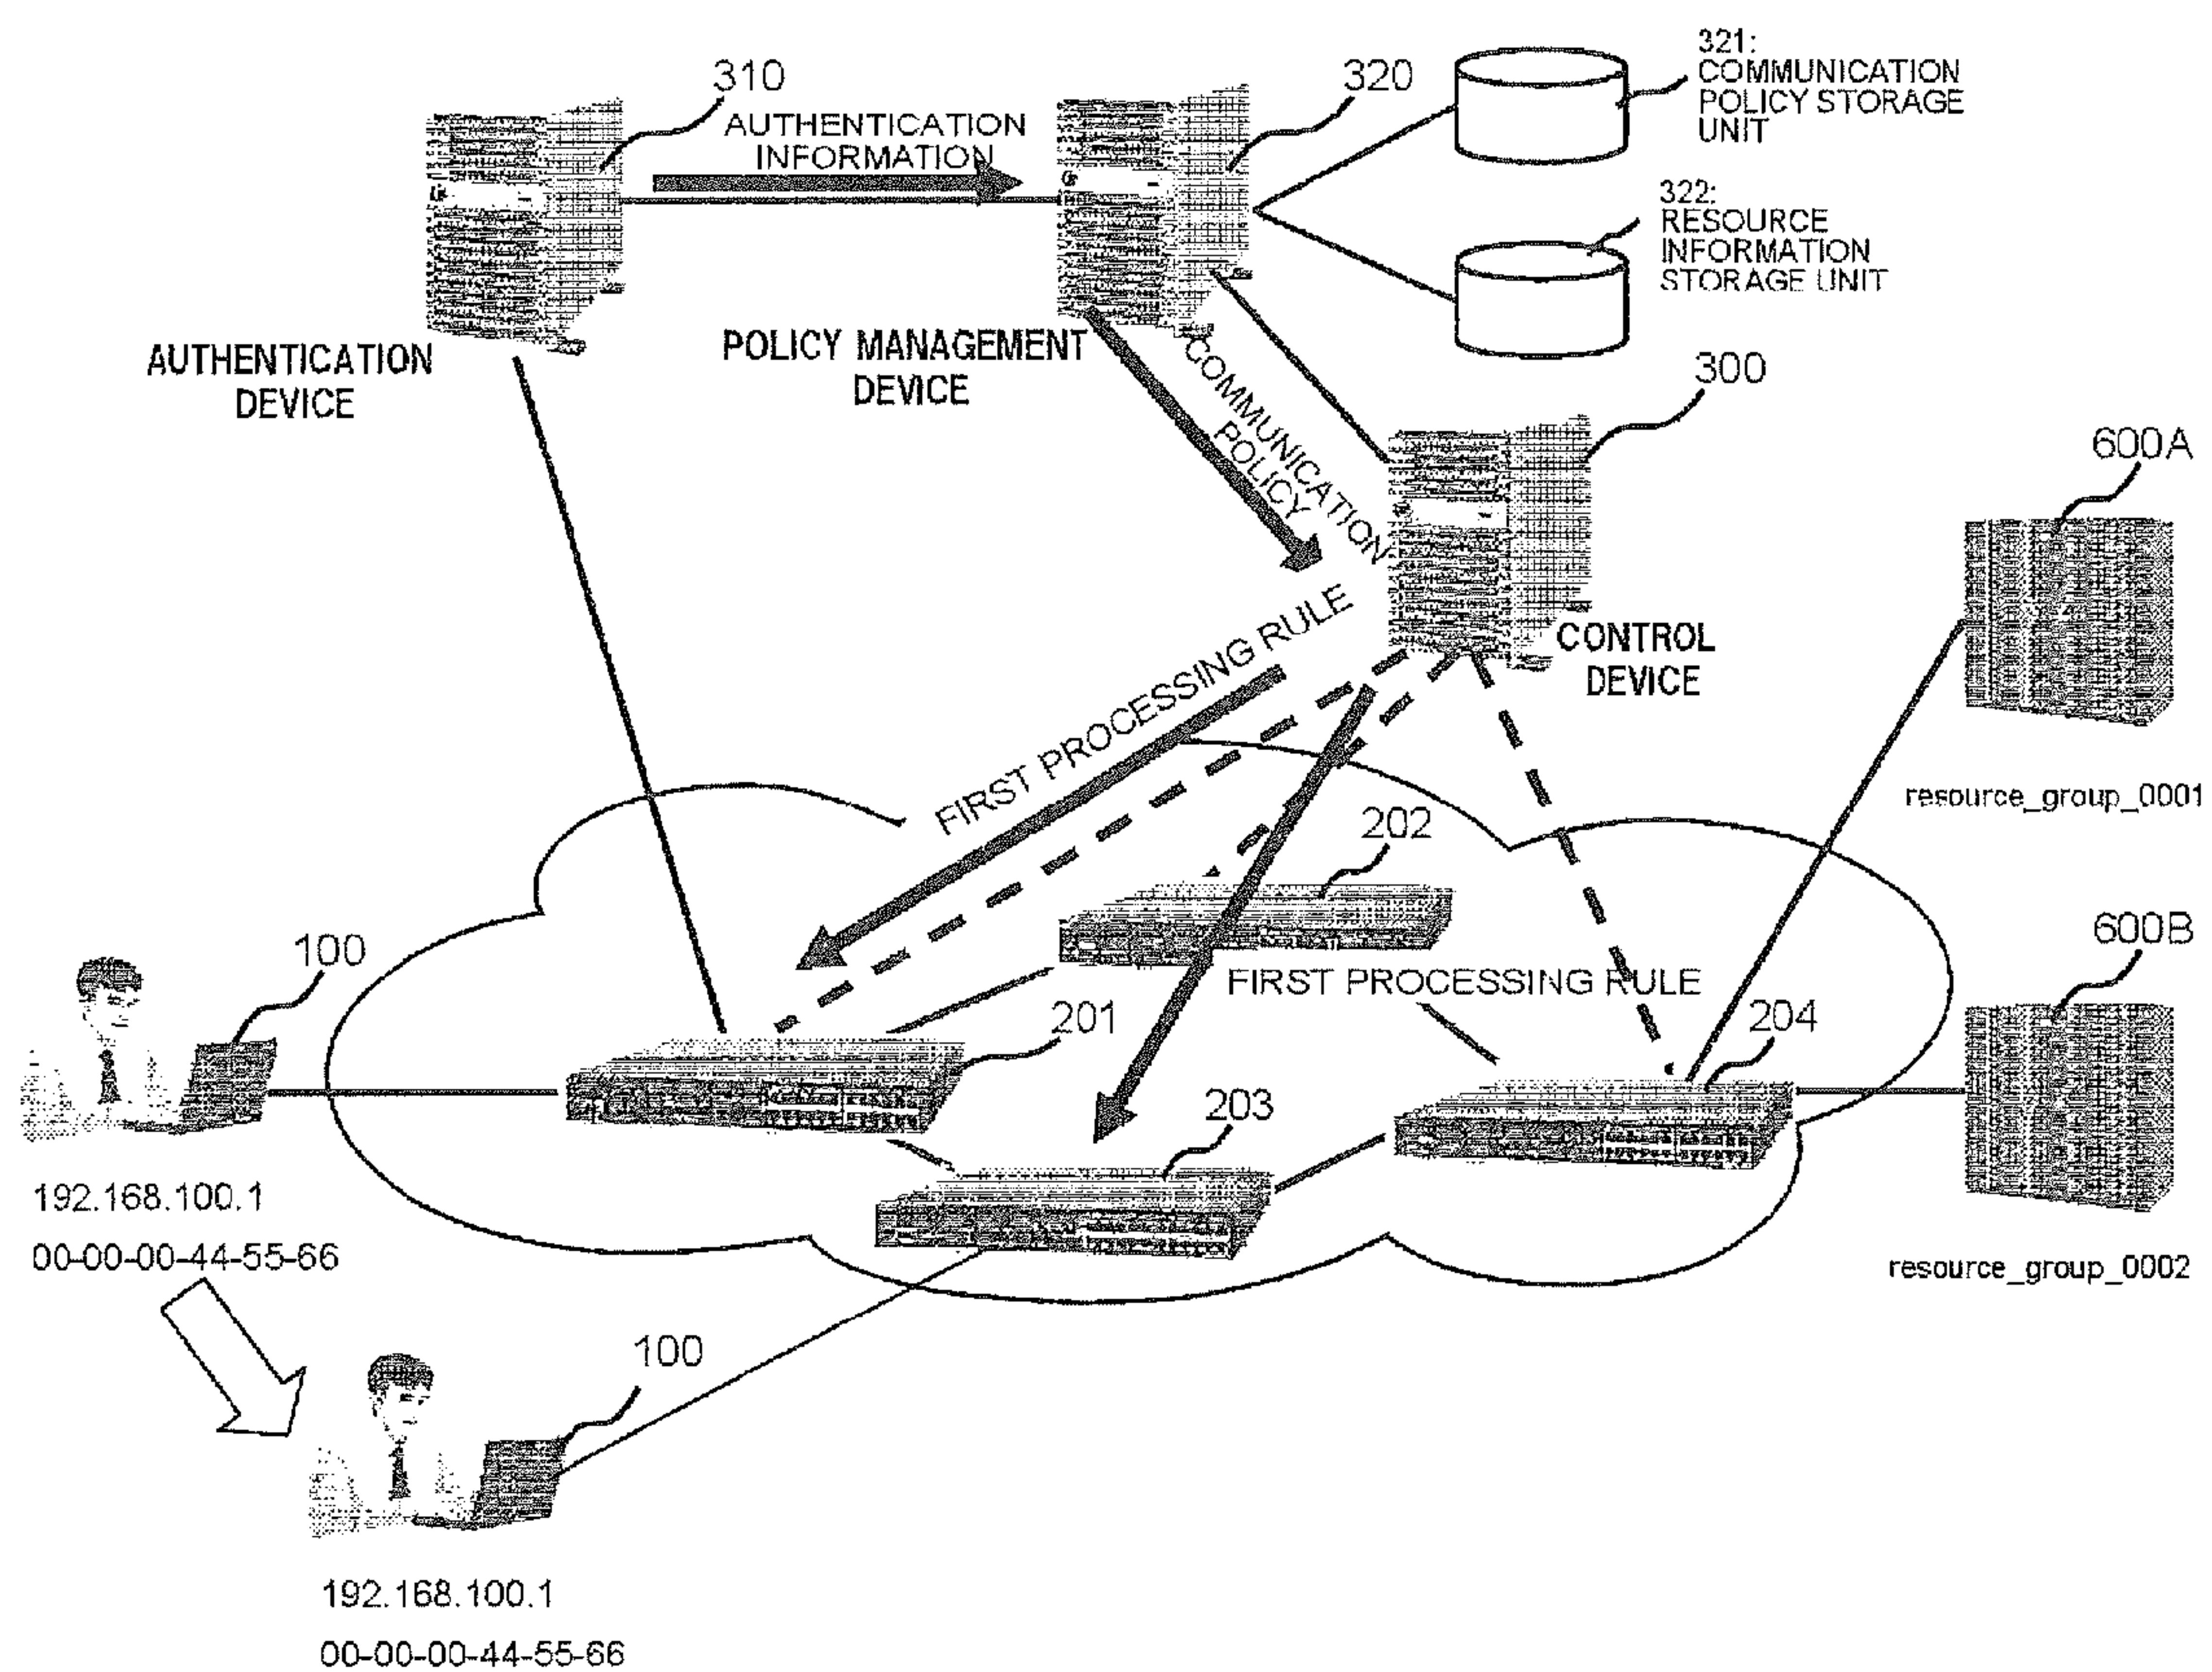 310
AUTHENTICATION
INFORMATION
320
321:
COMMUNICATION
POLICY STORAGE
UNIT
322:
RESOURCE
INFORMATION
STORAGE UNIT
AUTHENTICATION
DEVICE
POLICY MANAGEMENT
DEVICE
COMMUNICATION
POLICY
300
CONTROL
DEVICE
600A
resource_group_0001
FIRST PROCESSING RULE
202
FIRST PROCESSING RULE
600B
resource_group_0002
100
201
204
203
192.168.100.1
00-00-00-44-55-66
100
192.168.100.1
00-00-00-44-55-66